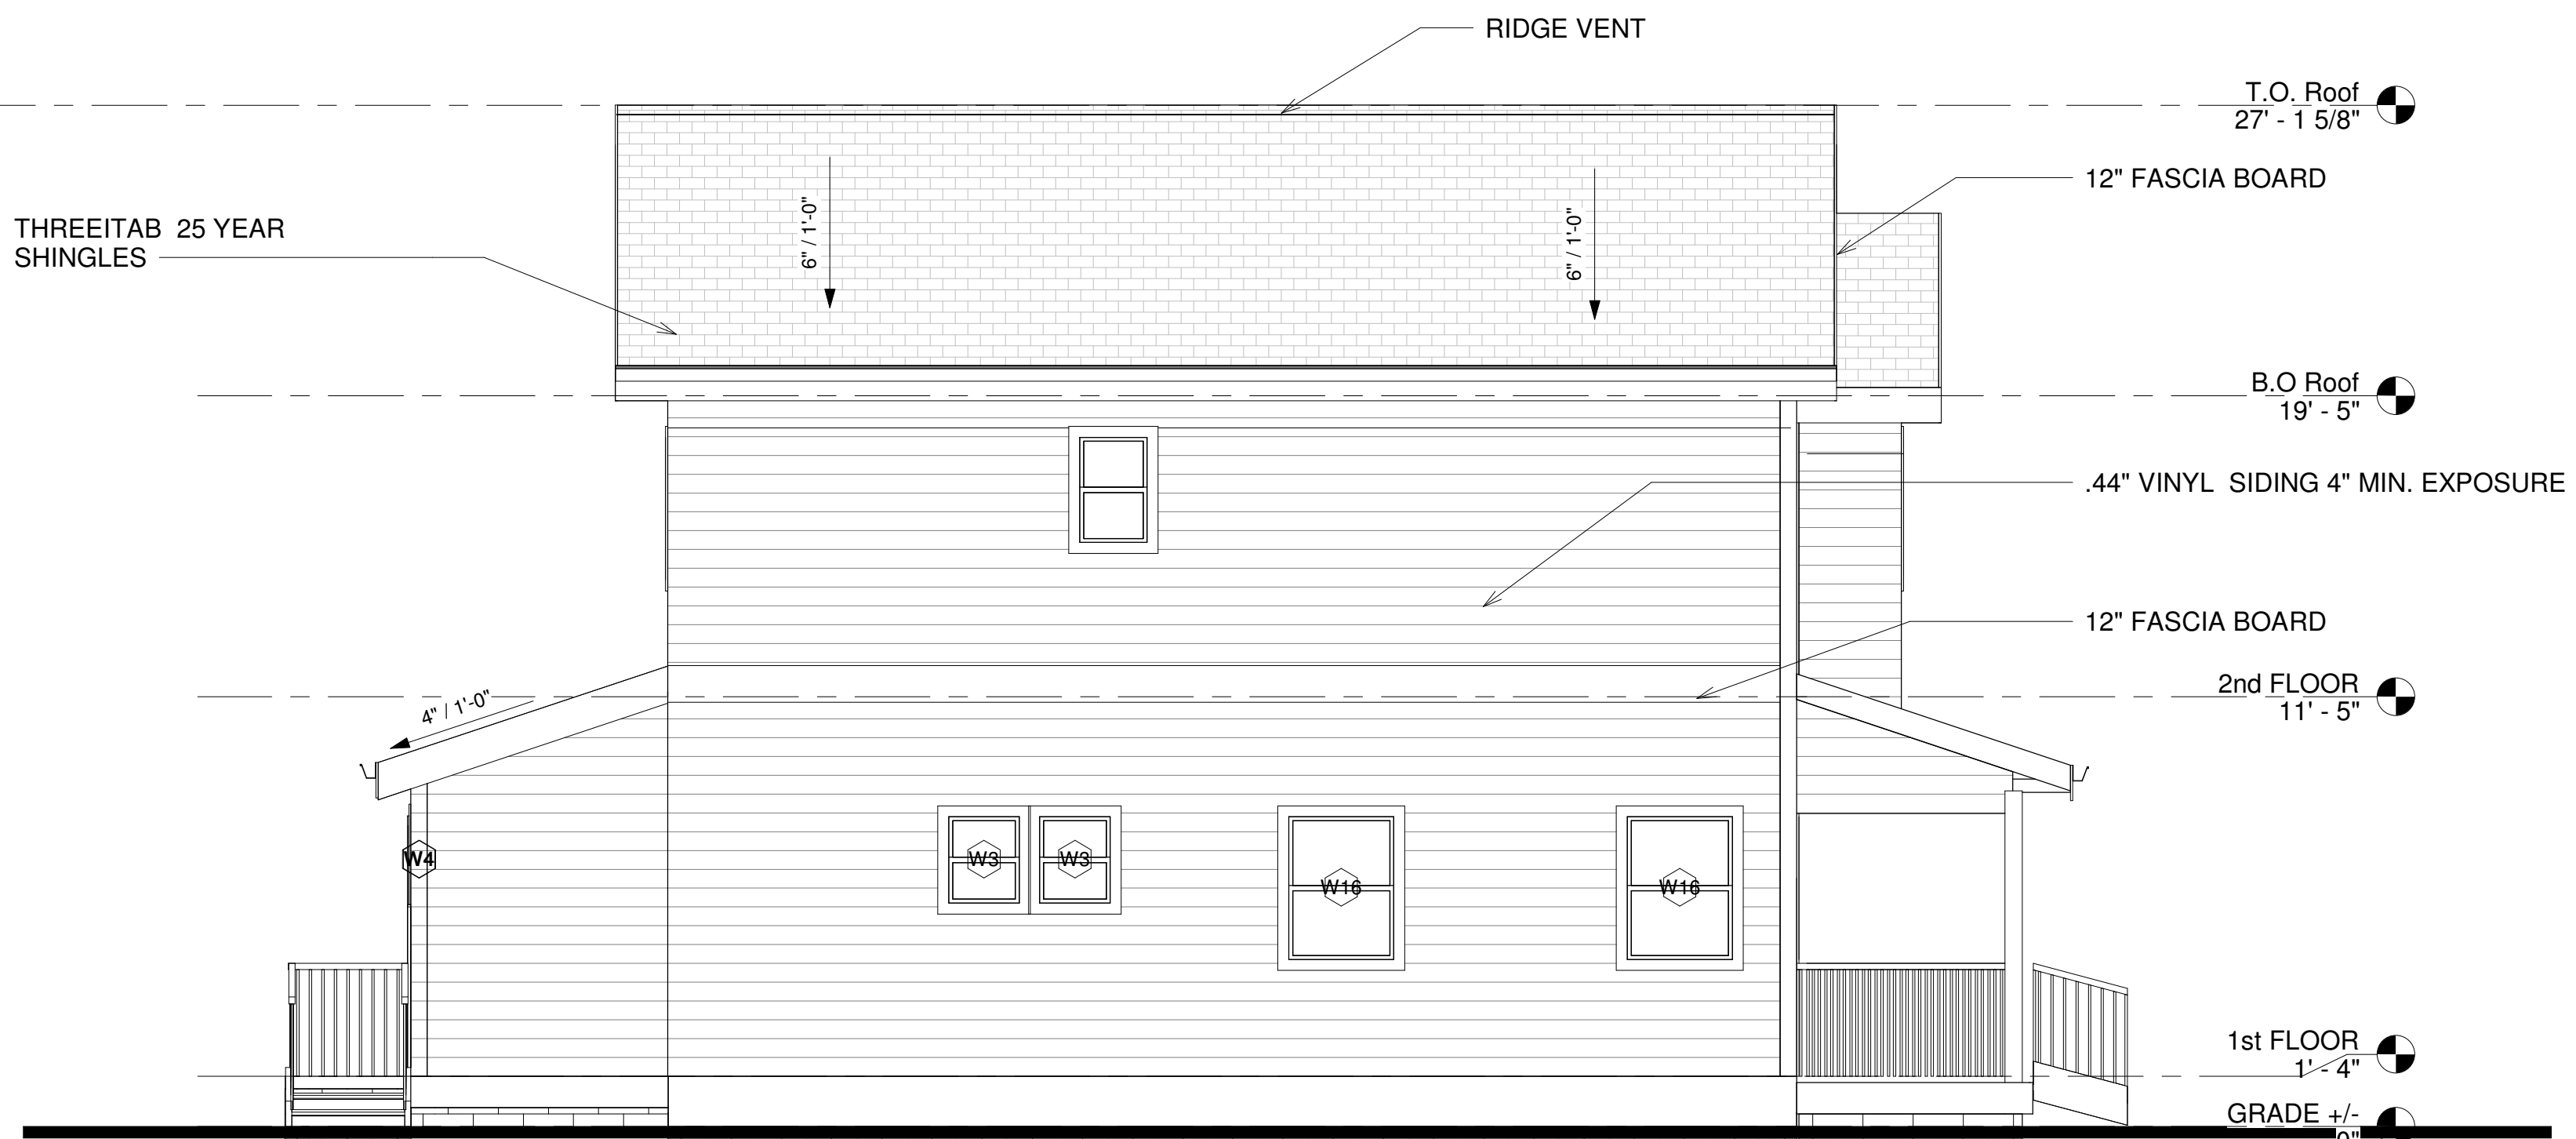 RIDGE VENT
T.O. Roof
27' - 1 5/8"
12" FASCIA BOARD
THREEITAB 25 YEAR
SHINGLES
6" / 1'-0"
6" / 1'-0"
B.O Roof
19' - 5"
.44" VINYL SIDING 4" MIN. EXPOSURE
12" FASCIA BOARD
2nd FLOOR
11' - 5"
4" / 1'-0"
W4
W3
W3
W16
W16
1st FLOOR
1' - 4"
GRADE +/-
0"